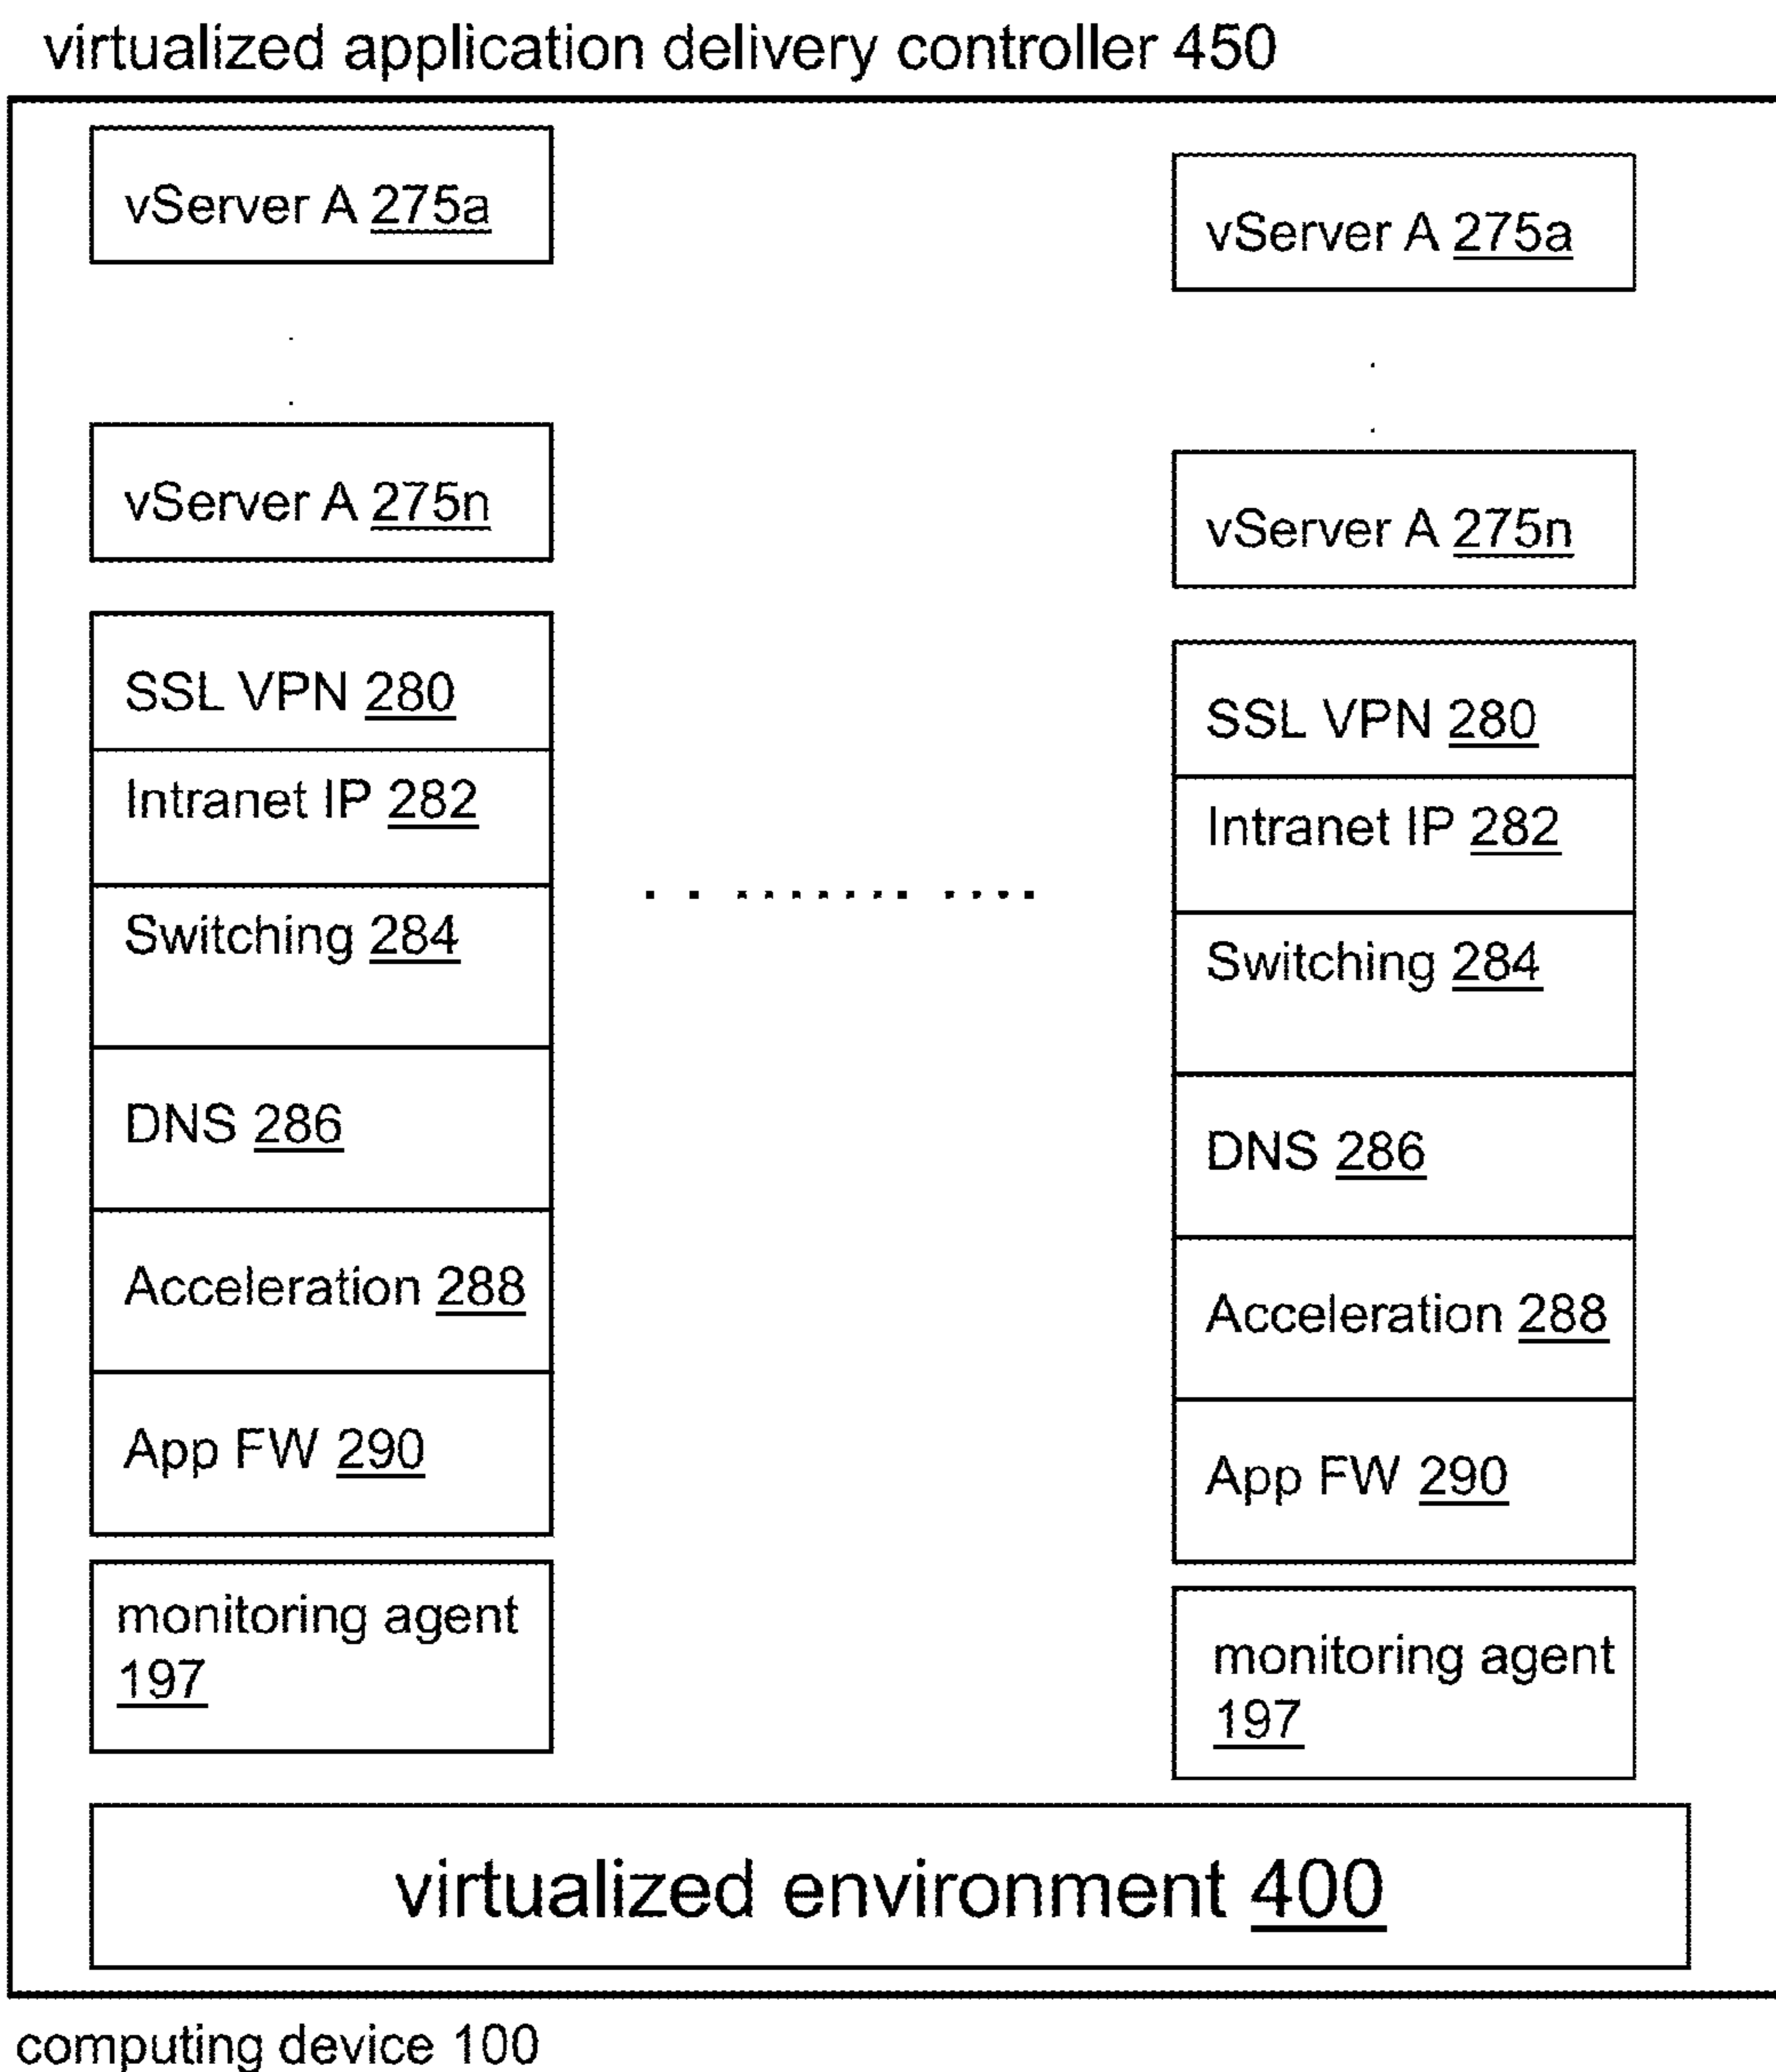 virtualized application delivery controller 450
vServer A 275a
vServer A 275n
SSL VPN 280
Intranet IP 282
Switching 284
DNS 286
Acceleration 288
App FW 290
monitoring agent
197
vServer A 275a
vServer A 275n
SSL VPN 280
Intranet IP 282
Switching 284
DNS 286
Acceleration 288
App FW 290
monitoring agent
197
virtualized environment 400
computing device 100